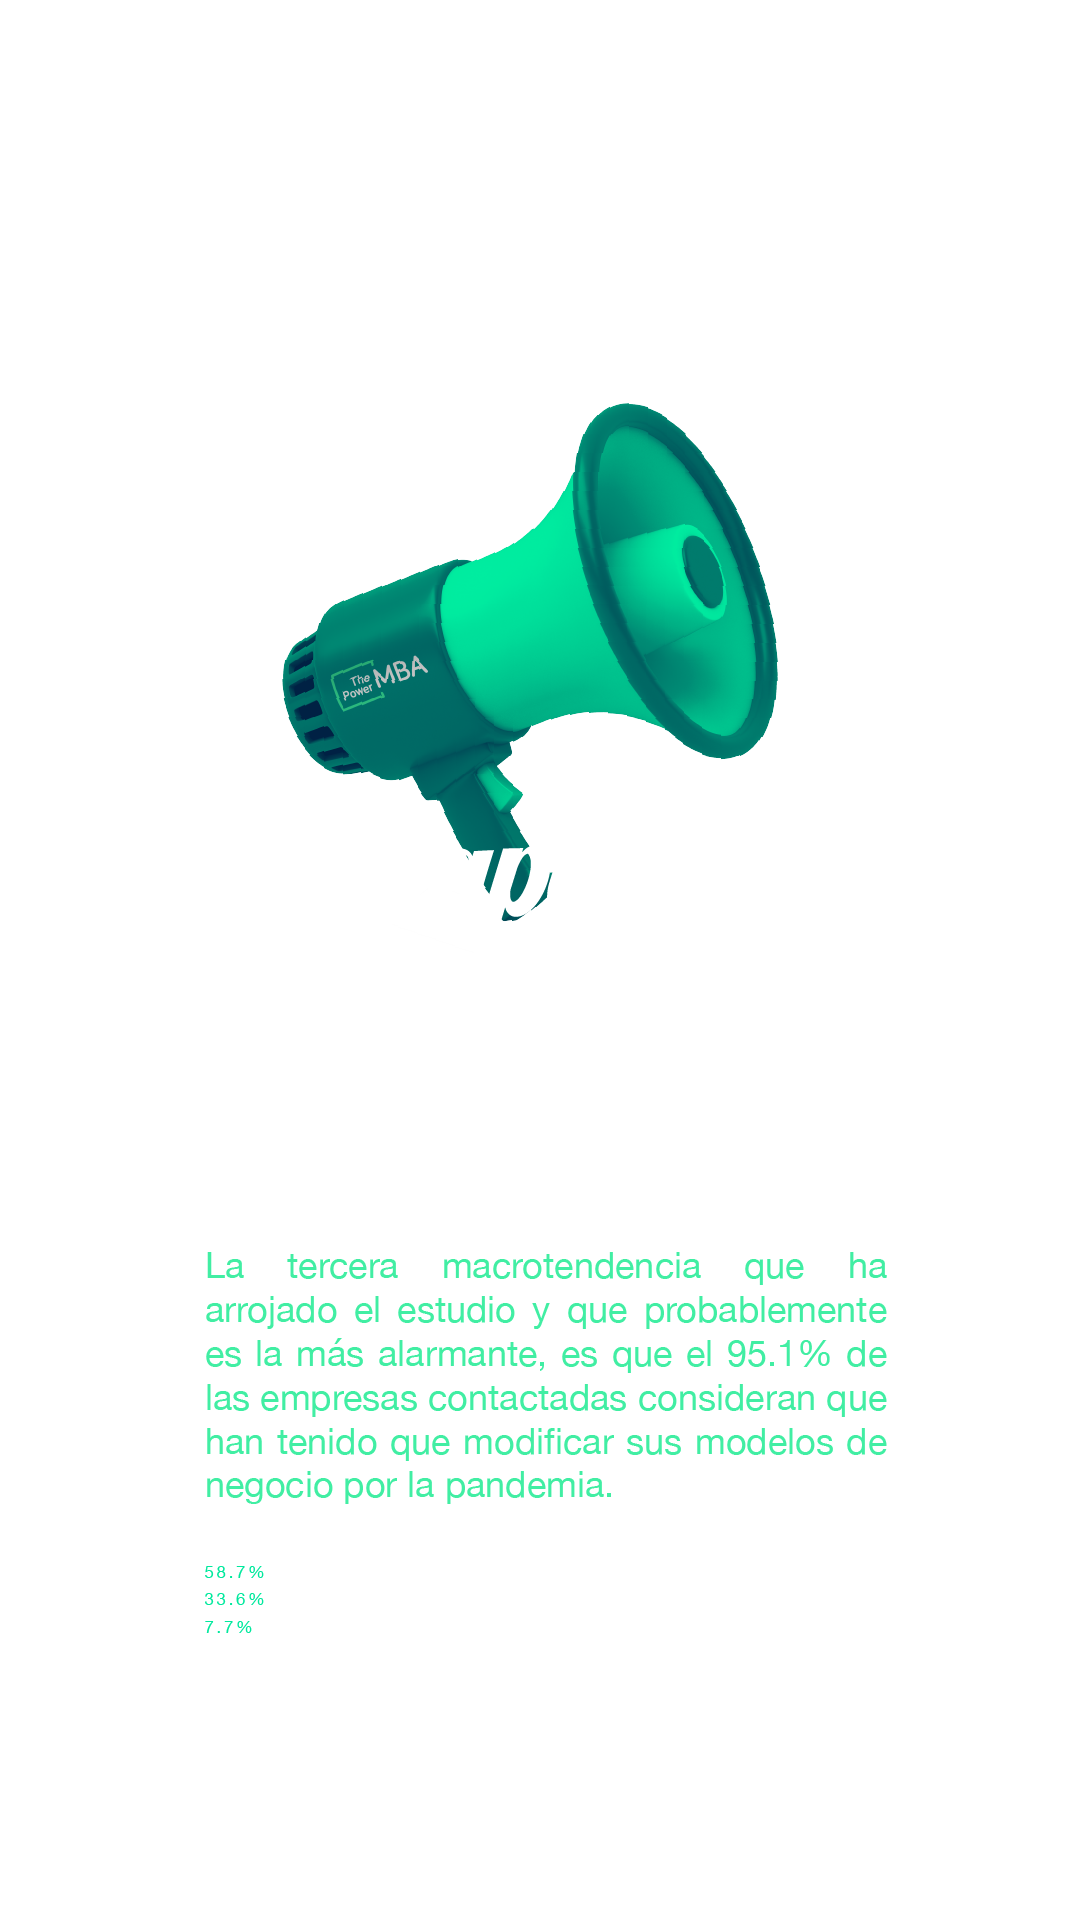 The
Power
MBA
La tercera macrotendencia que ha
arrojado el estudio y que probablemente
es la más alarmante, es que el 95.1% de
las empresas contactadas consideran que
han tenido que modificar sus modelos de
negocio por la pandemia.
58.7%
33.6%
7.7%